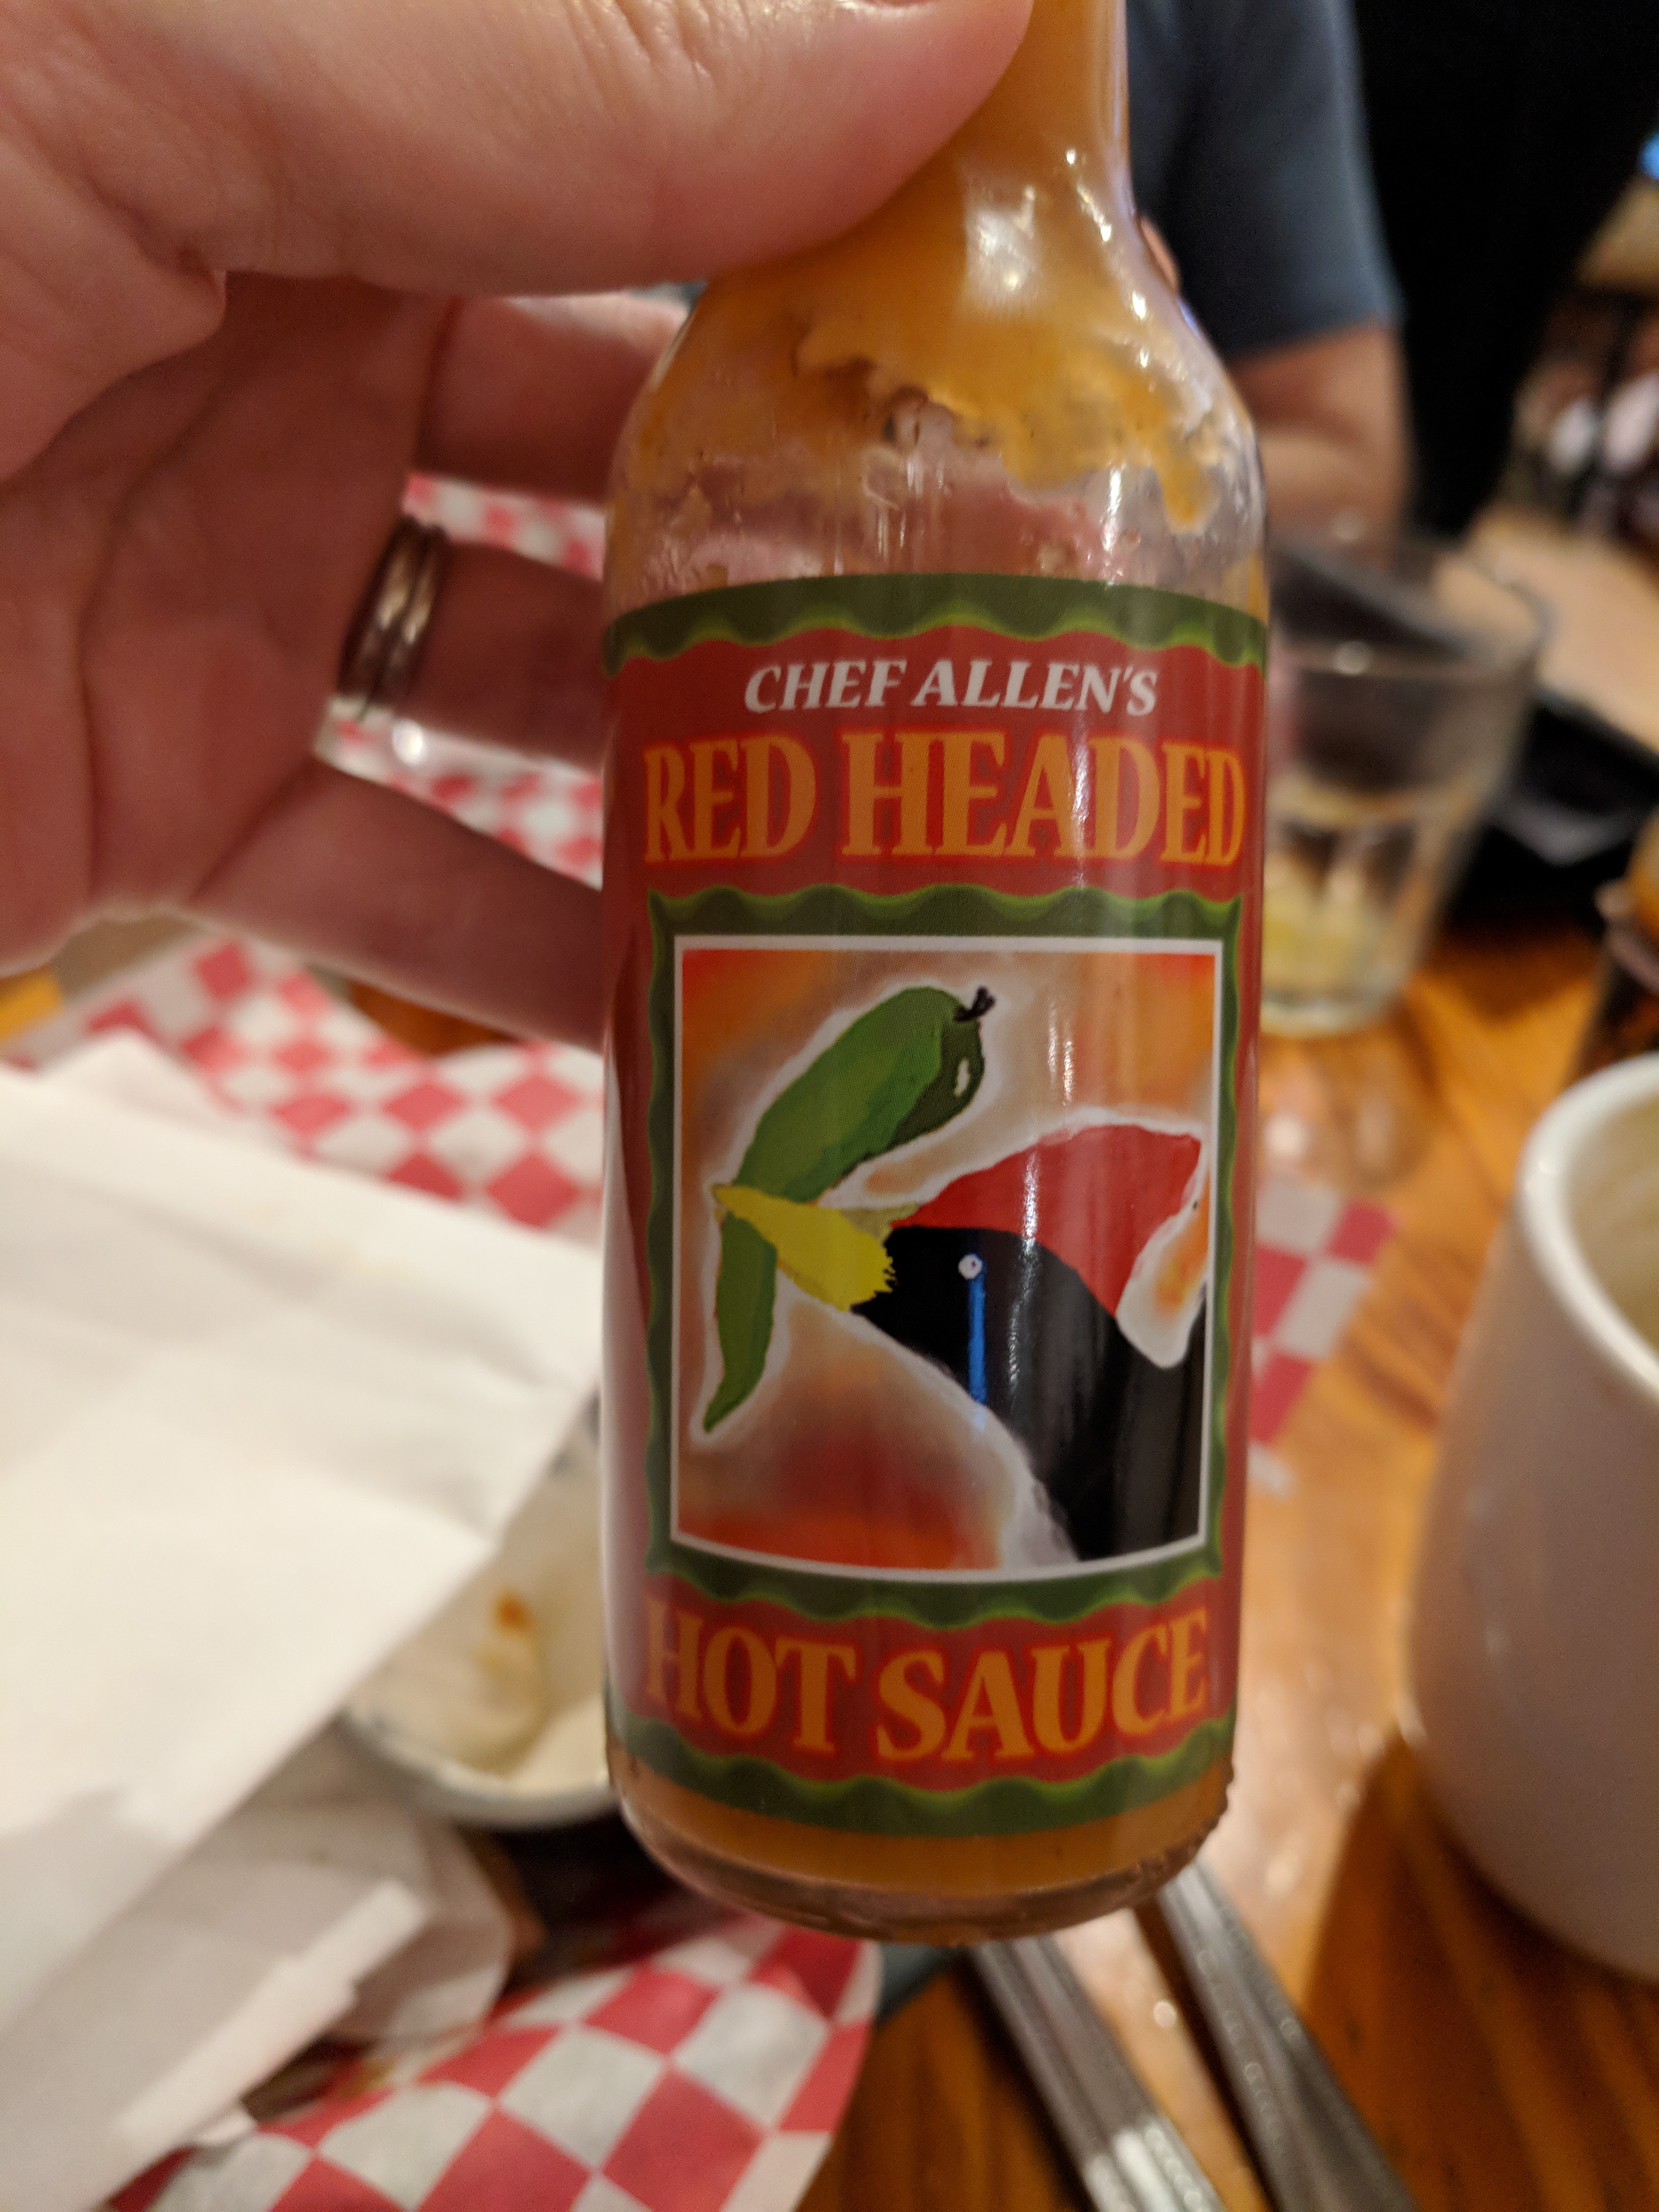 CHEF ALLEN'S
RED HEADED
HOT SAUCE